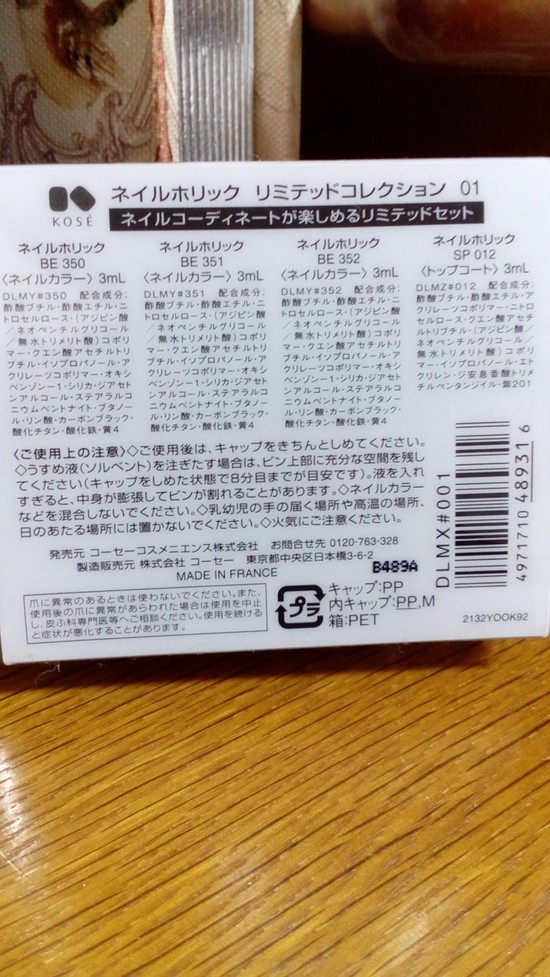 KOSÉ
ネイルホリック リミテッドコレクション 01
ネイルコーディネートが楽しめるリミテッドセット
ネイルホリック
BE 350
〈ネイルカラー〉3mL
DLMY#350 配合成分:
酢酸ブチル・酢酸エチル・ニ
トロセルロース・(アジピン酸
/ネオペンチルグリコール
/無水トリメリト酸)コポリ
マー・クエン酸アセチルトリ
ブチル・イソプロパノール・ア
クリレーツコポリマー・オキシ
ベンゾン-1・シリカ・ジアセト
ンアルコール・ステアラルコ
ニウムベントナイト・ブタノー
ル・リン酸・カーボンブラック・
酸化チタン・酸化鉄・黄4
ネイルホリック
BE 351
〈ネイルカラー〉3mL
DLMY#351 配合成分:
酢酸ブチル・酢酸エチル・ニ
トロセルロース・(アジピン酸
/ネオペンチルグリコール
/無水トリメリト酸)コポリ
マー・クエン酸アセチルトリ
ブチル・イソプロパノール・ア
クリレーツコポリマー・オキシ
ベンゾン-1・シリカ・ジアセト
ンアルコール・ステアラルコ
ニウムベントナイト・ブタノー
ル・リン酸・カーボンブラック・
酸化チタン・酸化鉄・黄4
ネイルホリック
BE 352
〈ネイルカラー〉3mL
DLMY#352 配合成分:
酢酸ブチル・酢酸エチル・ニ
トロセルロース・(アジピン酸
/ネオペンチルグリコール
/無水トリメリト酸)コポリ
マー・クエン酸アセチルトリ
ブチル・イソプロパノール・ア
クリレーツコポリマー・オキシ
ベンゾン-1・シリカ・ジアセト
ンアルコール・ステアラルコ
ニウムベントナイト・ブタノー
ル・リン酸・カーボンブラック・
酸化チタン・酸化鉄・黄4
ネイルホリック
SP 012
〈トップコート〉3mL
DLMZ#012 配合成分:
酢酸ブチル・酢酸エチル・ア
クリレーツコポリマー・ニトロ
セルロース・クエン酸アセチ
ルトリブチル・(アジピン酸/
ネオペンチルグリコール/
無水トリメリト酸)コポリ
マー・イソプロパノール・エト
クリレン・ジ安息香酸トリメ
チルペンタンジイル・紫201
〈ご使用上の注意〉◇ご使用後は、キャップをきちんとしめてください。
◇うすめ液(ソルベント)を注ぎたす場合は、ビン上部に充分な空間を残し
てください(キャップをしめた状態で8分目までが目安です)。液を入れ
すぎると、中身が膨張してビンが割れることがあります。◇ネイルカラー
などを混合しないでください。◇乳幼児の手の届く場所や高温の場所、
日のあたる場所には置かないでください。◇火気にご注意ください。
発売元 コーセーコスメニエンス株式会社 お問合せ先 0120-763-328
製造販売元 株式会社 コーセー 東京都中央区日本橋3-6-2
MADE IN FRANCE
B489A
爪に異常のあるときは使わないでください。また、
使用後の爪に異常があらわれた場合は使用を中止
し、皮ふ科専門医等へご相談ください。使用を続ける
と症状が悪化することがあります。
プラ
キャップ:PP
内キャップ:PP,M
箱:PET
DLMX#001
4971710 489316
2132YOOK92